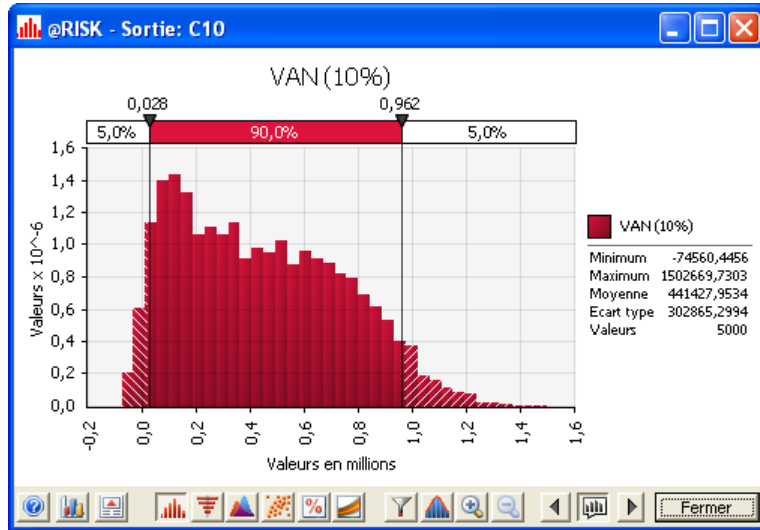 @RISK - Sortie: C10
VAN (10%)
0,028 0,962
5,0% 90,0% 5,0%
1,6
1,4
1,2
1,0
0,8
0,6
0,4
0,2
0,0
Valeurs x 10^-6
-0,2 0,0 0,2 0,4 0,6 0,8 1,0 1,2 1,4 1,6
Valeurs en millions
VAN (10%)
Minimum -74560,4456
Maximum 1502669,7303
Moyenne 441427,9534
Ecart type 302865,2994
Valeurs 5000
Fermer